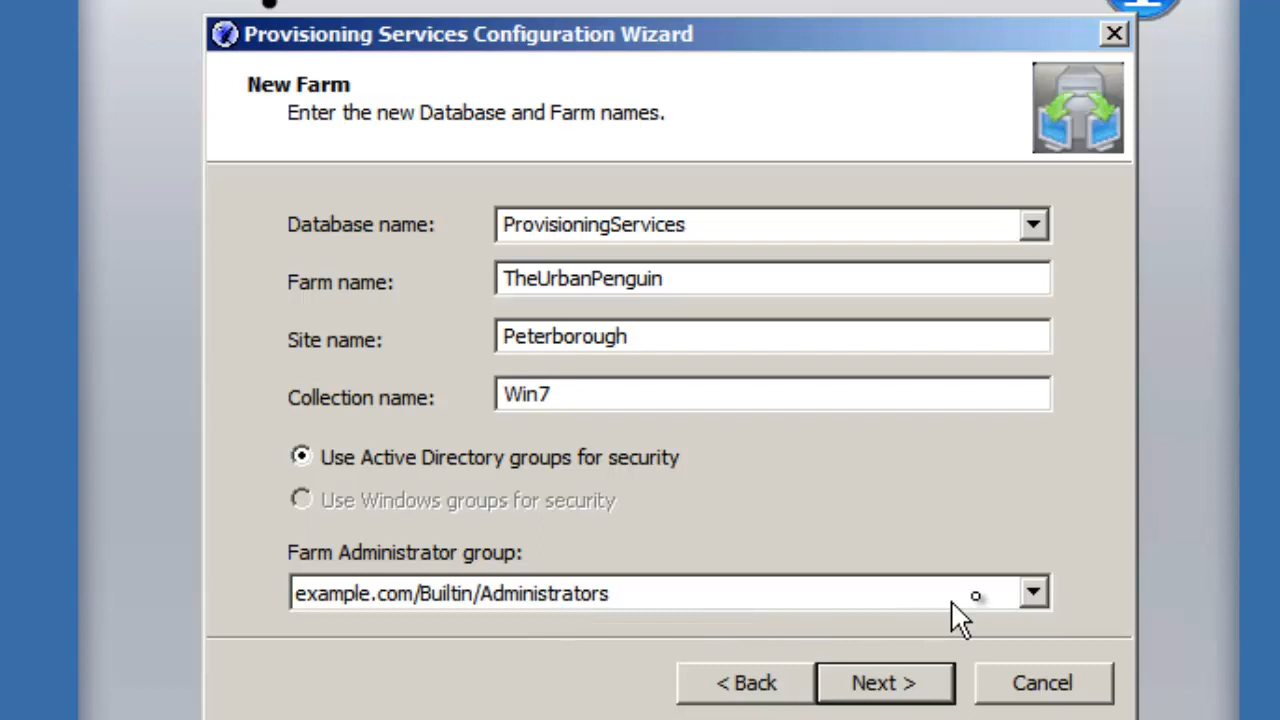 Provisioning Services Configuration Wizard
New Farm
Enter the new Database and Farm names.
Database name: ProvisioningServices
Farm name: TheUrbanPenguin
Site name: Peterborough
Collection name: Win7
Use Active Directory groups for security
Use Windows groups for security
Farm Administrator group:
example.com/Builtin/Administrators
< Back Next > Cancel